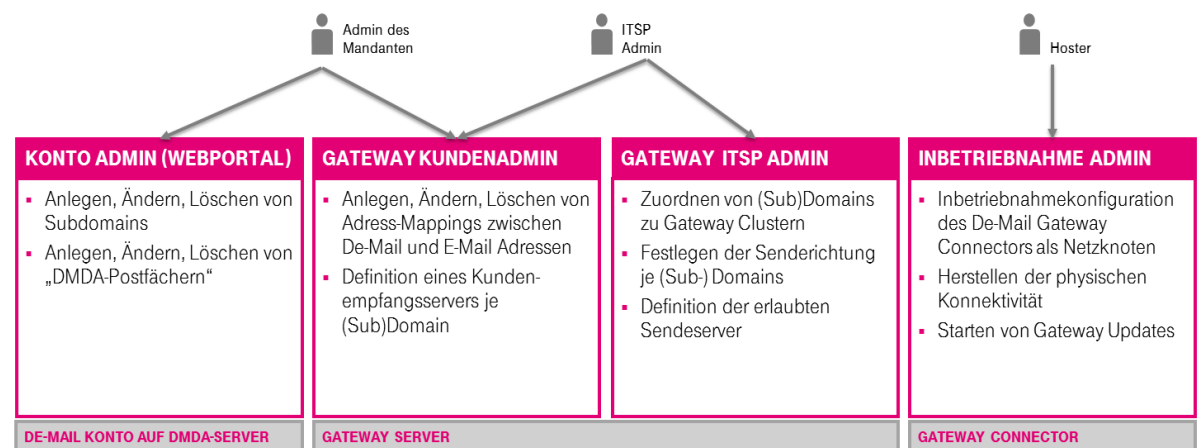 Admin des
Mandanten
ITSP
Admin
Hoster
KONTO ADMIN (WEBPORTAL)
▪ Anlegen, Ändern, Löschen von
Subdomains
▪ Anlegen, Ändern, Löschen von
„DMDA-Postfächern“
GATEWAY KUNDENADMIN
▪ Anlegen, Ändern, Löschen von
Adress-Mappings zwischen
De-Mail und E-Mail Adressen
▪ Definition eines Kunden-
empfangsservers je
(Sub)Domain
GATEWAY ITSP ADMIN
▪ Zuordnen von (Sub)Domains
zu Gateway Clustern
▪ Festlegen der Senderichtung
je (Sub-) Domains
▪ Definition der erlaubten
Sendeserver
INBETRIEBNAHME ADMIN
▪ Inbetriebnahmekonfiguration
des De-Mail Gateway
Connectors als Netzknoten
▪ Herstellen der physischen
Konnektivität
▪ Starten von Gateway Updates
DE-MAIL KONTO AUF DMDA-SERVER
GATEWAY SERVER
GATEWAY CONNECTOR